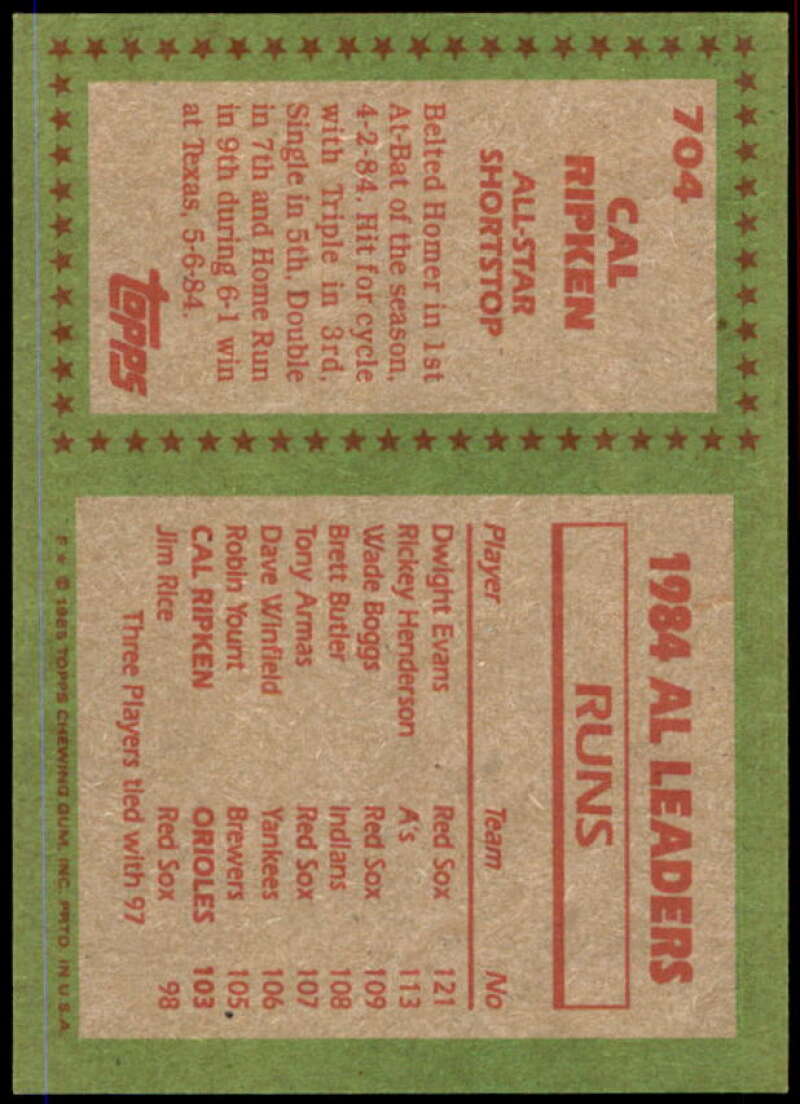 704
CAL
RIPKEN
ALL-STAR
SHORTSTOP
Belted Homer in 1st
At-Bat of the season,
4-2-84. Hit for cycle
with Triple in 3rd,
Single in 5th, Double
in 7th and Home Run
in 9th during 6-1 win
at Texas, 5-6-84.
topps
1984 AL LEADERS
RUNS
Player Team No
Dwight Evans Red Sox 121
Rickey Henderson A's 113
Wade Boggs Red Sox 109
Brett Butler Indians 108
Tony Armas Red Sox 107
Dave Winfield Yankees 106
Robin Yount Brewers 105
CAL RIPKEN ORIOLES 103
Jim Rice Red Sox 98
Three Players tied with 97
F ★ © 1985 TOPPS CHEWING GUM, INC. PRTD. IN U.S.A.